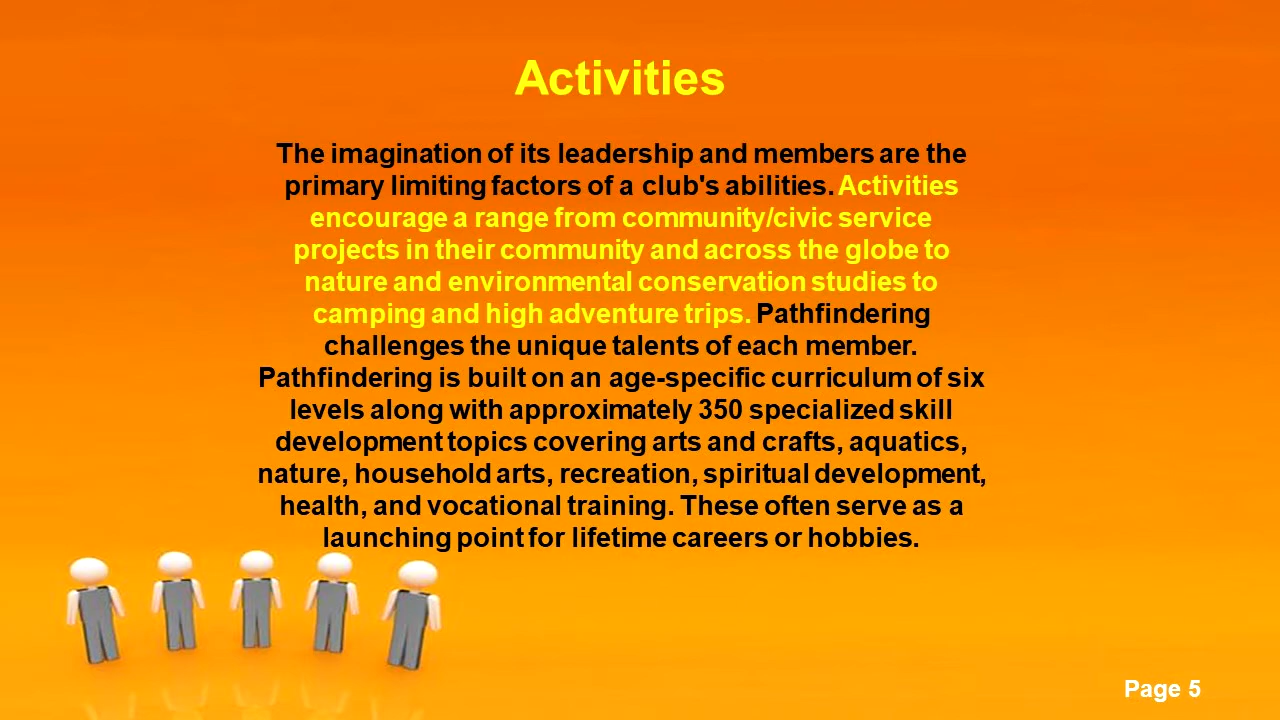 Activities
The imagination of its leadership and members are the
primary limiting factors of a club's abilities. Activities
encourage a range from community/civic service
projects in their community and across the globe to
nature and environmental conservation studies to
camping and high adventure trips. Pathfindering
challenges the unique talents of each member.
Pathfindering is built on an age-specific curriculum of six
levels along with approximately 350 specialized skill
development topics covering arts and crafts, aquatics,
nature, household arts, recreation, spiritual development,
health, and vocational training. These often serve as a
launching point for lifetime careers or hobbies.
Page 5